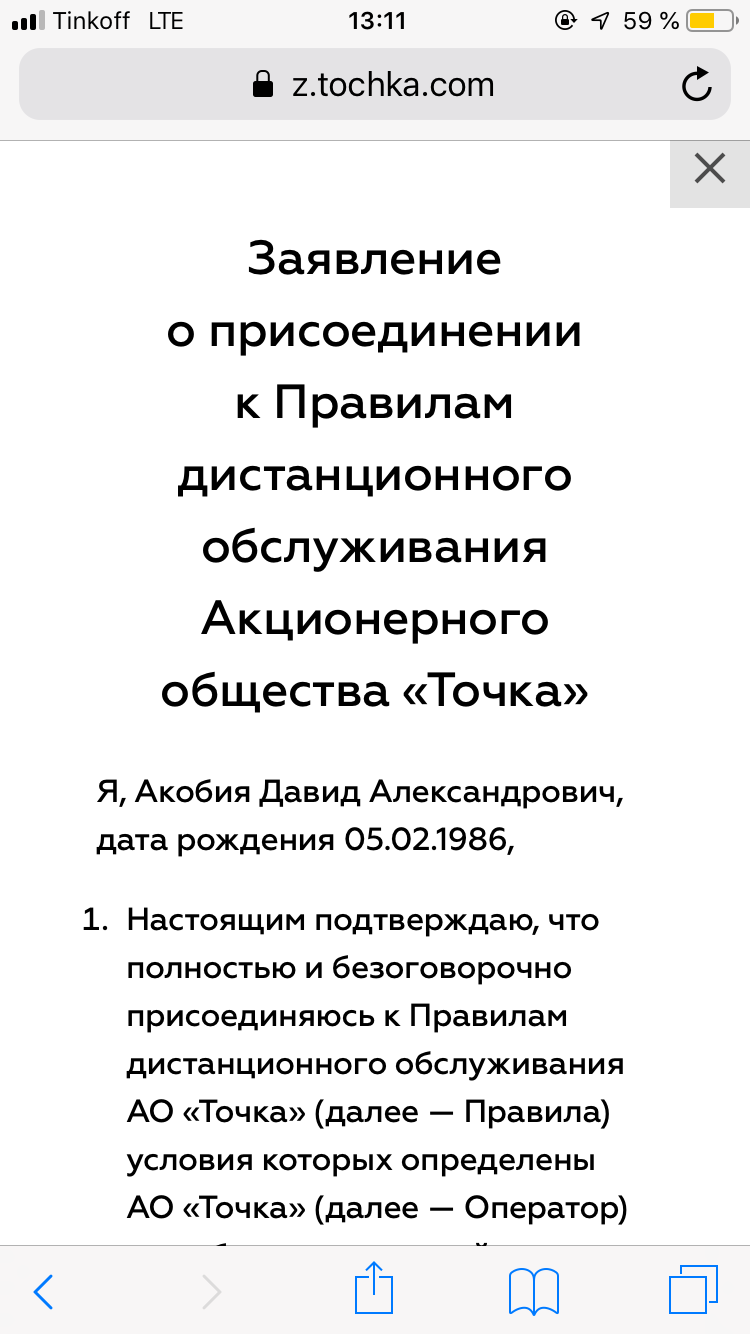 Tinkoff LTE 13:11 59 %
z.tochka.com
Заявление
о присоединении
к Правилам
дистанционного
обслуживания
Акционерного
общества «Точка»
Я, Акобия Давид Александрович,
дата рождения 05.02.1986,
1. Настоящим подтверждаю, что
полностью и безоговорочно
присоединяюсь к Правилам
дистанционного обслуживания
АО «Точка» (далее — Правила)
условия которых определены
АО «Точка» (далее — Оператор)